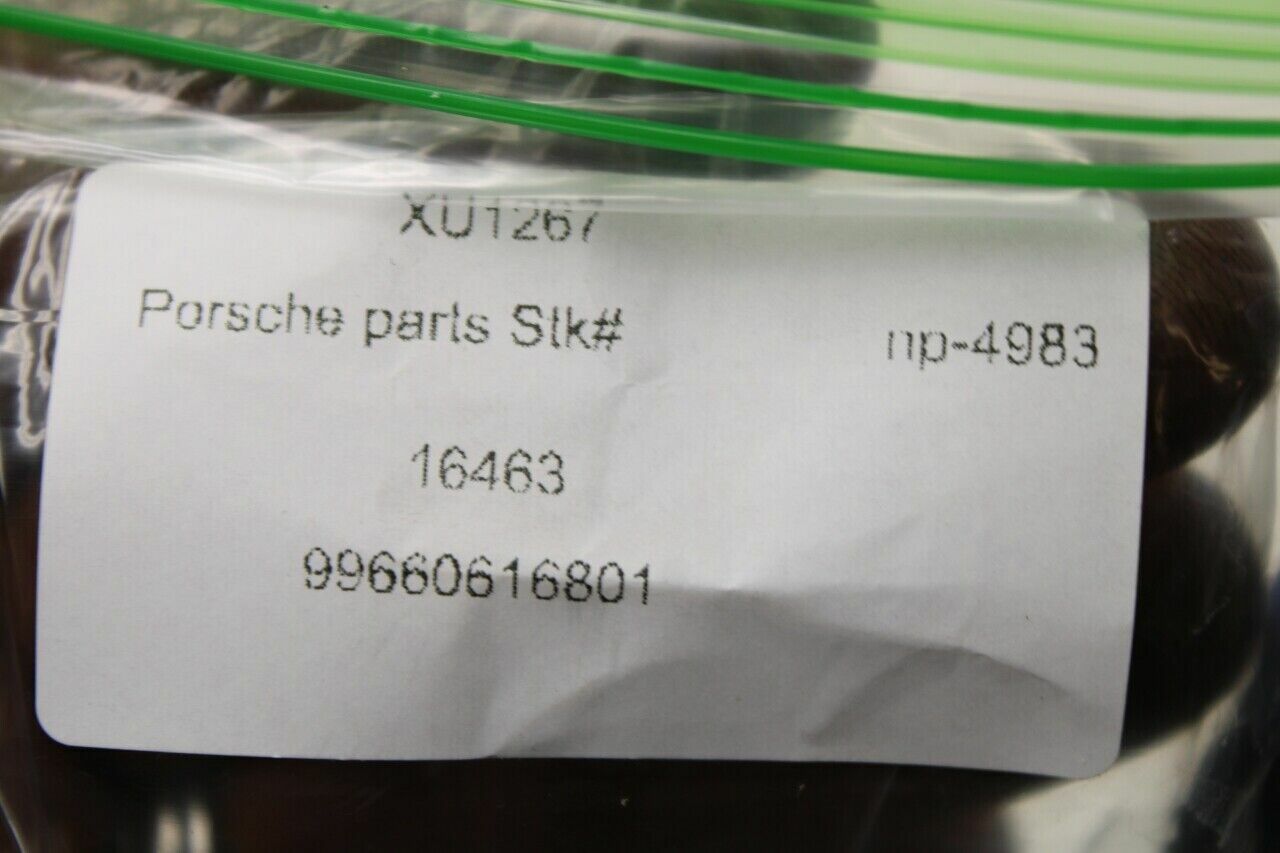 XU1267
Porsche parts Stk# np-4983
16463
99660616801